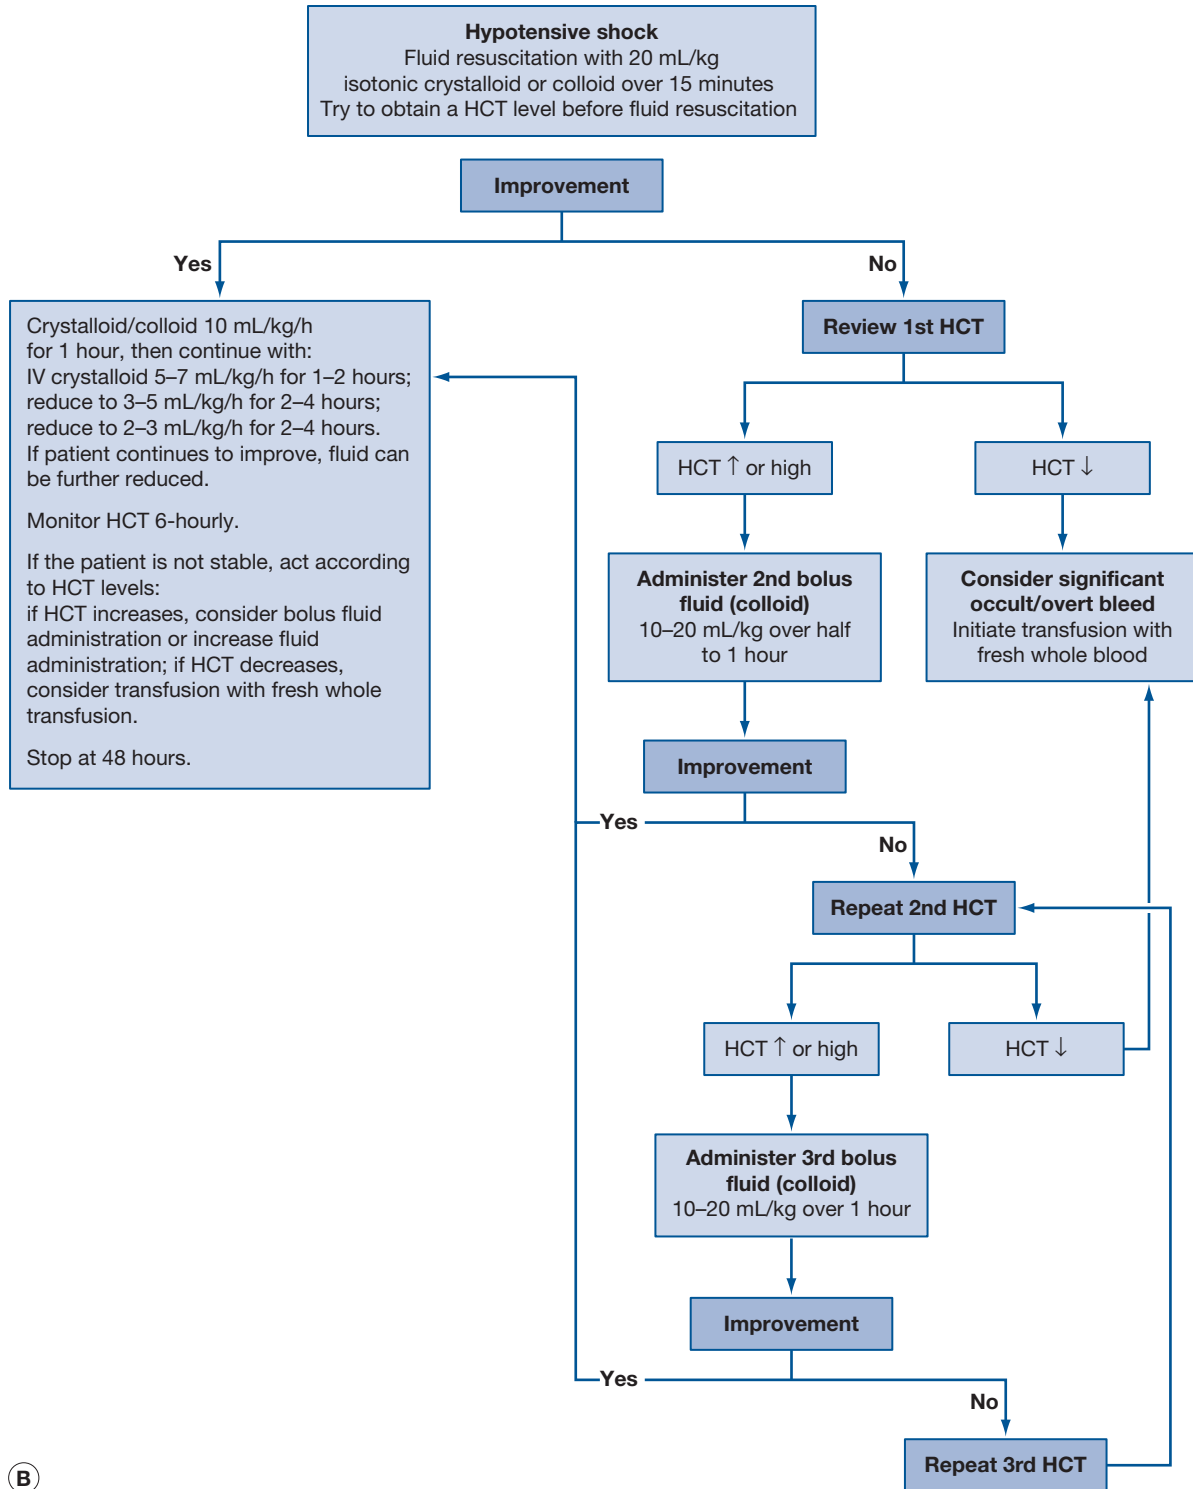 Hypotensive shock
Fluid resuscitation with 20 mL/kg
isotonic crystalloid or colloid over 15 minutes
Try to obtain a HCT level before fluid resuscitation
Improvement
Yes
No
Crystalloid/colloid 10 mL/kg/h
for 1 hour, then continue with:
IV crystalloid 5–7 mL/kg/h for 1–2 hours;
reduce to 3–5 mL/kg/h for 2–4 hours;
reduce to 2–3 mL/kg/h for 2–4 hours.
If patient continues to improve, fluid can
be further reduced.
Monitor HCT 6-hourly.
If the patient is not stable, act according
to HCT levels:
if HCT increases, consider bolus fluid
administration or increase fluid
administration; if HCT decreases,
consider transfusion with fresh whole
transfusion.
Stop at 48 hours.
Review 1st HCT
HCT ↑ or high
HCT ↓
Administer 2nd bolus
fluid (colloid)
10–20 mL/kg over half
to 1 hour
Consider significant
occult/overt bleed
Initiate transfusion with
fresh whole blood
Improvement
Yes
No
Repeat 2nd HCT
HCT ↑ or high
HCT ↓
Administer 3rd bolus
fluid (colloid)
10–20 mL/kg over 1 hour
Improvement
Yes
No
Repeat 3rd HCT
B